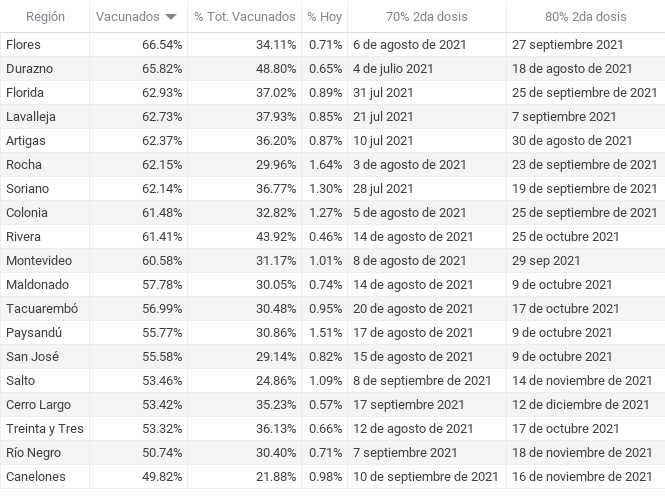 Región Vacunados % Tot. Vacunados % Hoy 70% 2da dosis 80% 2da dosis
Flores 66.54% 34.11% 0.71% 6 de agosto de 2021 27 septiembre 2021
Durazno 65.82% 48.80% 0.65% 4 de julio 2021 18 de agosto de 2021
Florida 62.93% 37.02% 0.89% 31 jul 2021 25 de septiembre de 2021
Lavalleja 62.73% 37.93% 0.85% 21 jul 2021 7 septiembre 2021
Artigas 62.37% 36.20% 0.87% 10 jul 2021 30 de agosto de 2021
Rocha 62.15% 29.96% 1.64% 3 de agosto de 2021 23 de septiembre de 2021
Soriano 62.14% 36.77% 1.30% 28 jul 2021 19 de septiembre de 2021
Colonia 61.48% 32.82% 1.27% 5 de agosto de 2021 25 de septiembre de 2021
Rivera 61.41% 43.92% 0.46% 14 de agosto de 2021 25 de octubre de 2021
Montevideo 60.58% 31.17% 1.01% 8 de agosto de 2021 29 sep 2021
Maldonado 57.78% 30.05% 0.74% 14 de agosto de 2021 9 de octubre de 2021
Tacuarembó 56.99% 30.48% 0.95% 20 de agosto de 2021 17 de octubre de 2021
Paysandú 55.77% 30.86% 1.51% 17 de agosto de 2021 9 de octubre de 2021
San José 55.58% 29.14% 0.82% 15 de agosto de 2021 9 de octubre de 2021
Salto 53.46% 24.86% 1.09% 8 de septiembre de 2021 14 de noviembre de 2021
Cerro Largo 53.42% 35.23% 0.57% 17 septiembre 2021 12 de diciembre de 2021
Treinta y Tres 53.32% 36.13% 0.66% 12 de agosto de 2021 17 de octubre 2021
Río Negro 50.74% 30.40% 0.71% 7 septiembre 2021 18 de noviembre de 2021
Canelones 49.82% 21.88% 0.98% 10 de septiembre de 2021 16 de noviembre de 2021